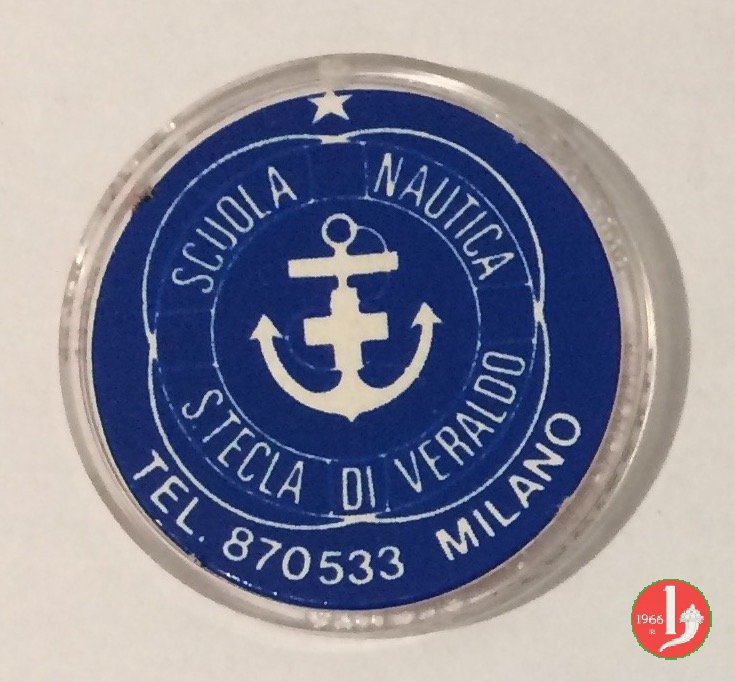 SCUOLA NAUTICA
S.TECLA DI VERALDO
TEL. 870533 MILANO
1966